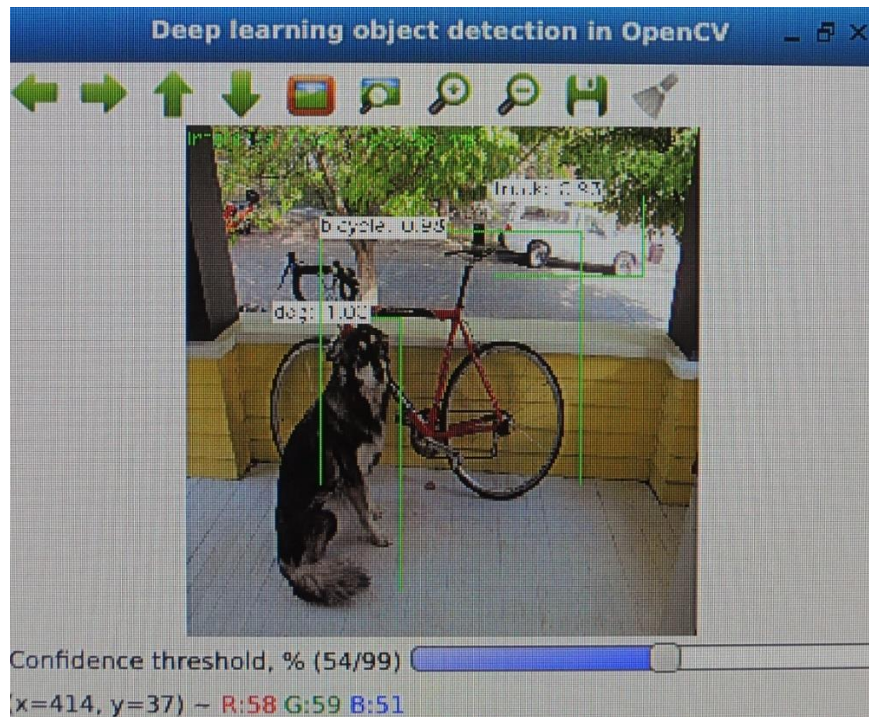 Deep learning object detection in OpenCV
truck: 0.93
bicycle: 0.98
dog: 1.00
Confidence threshold, % (54/99)
(x=414, y=37) ~ R:58 G:59 B:51